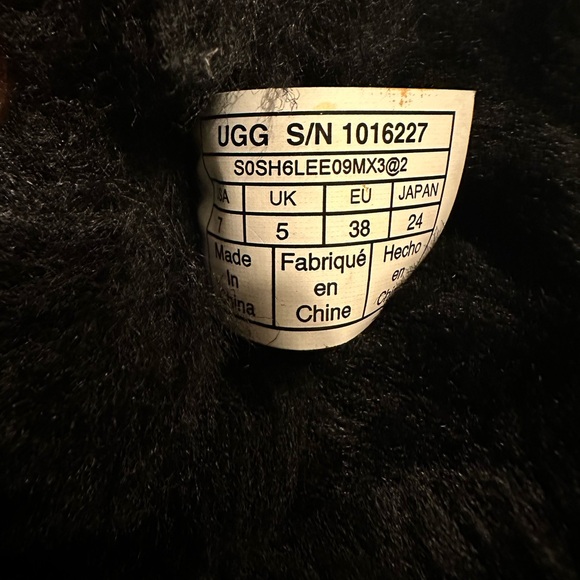 UGG S/N 1016227
S0SH6LEE09MX3@2
UK EU JAPAN
7 5 38 24
Made Fabriqué Hecho
In en en
Chine